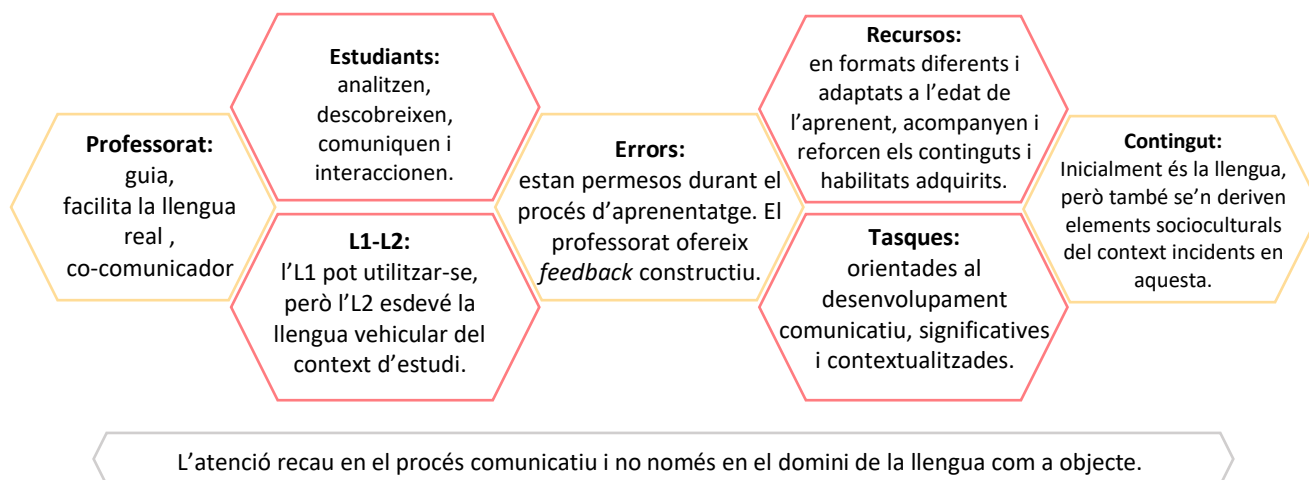 Professorat:
guia,
facilita la llengua
real ,
co-comunicador
Estudiants:
analitzen,
descobreixen,
comuniquen i
interaccionen.
L1-L2:
l’L1 pot utilitzar-se,
però l’L2 esdevé la
llengua vehicular del
context d’estudi.
Errors:
estan permesos durant el
procés d’aprenentatge. El
professorat ofereix
feedback constructiu.
Recursos:
en formats diferents i
adaptats a l’edat de
l’aprenent, acompanyen i
reforcen els continguts i
habilitats adquirits.
Tasques:
orientades al
desenvolupament
comunicatiu, significatives
i contextualitzades.
Contingut:
Inicialment és la llengua,
però també se’n deriven
elements socioculturals
del context incidents en
aquesta.
L’atenció recau en el procés comunicatiu i no només en el domini de la llengua com a objecte.